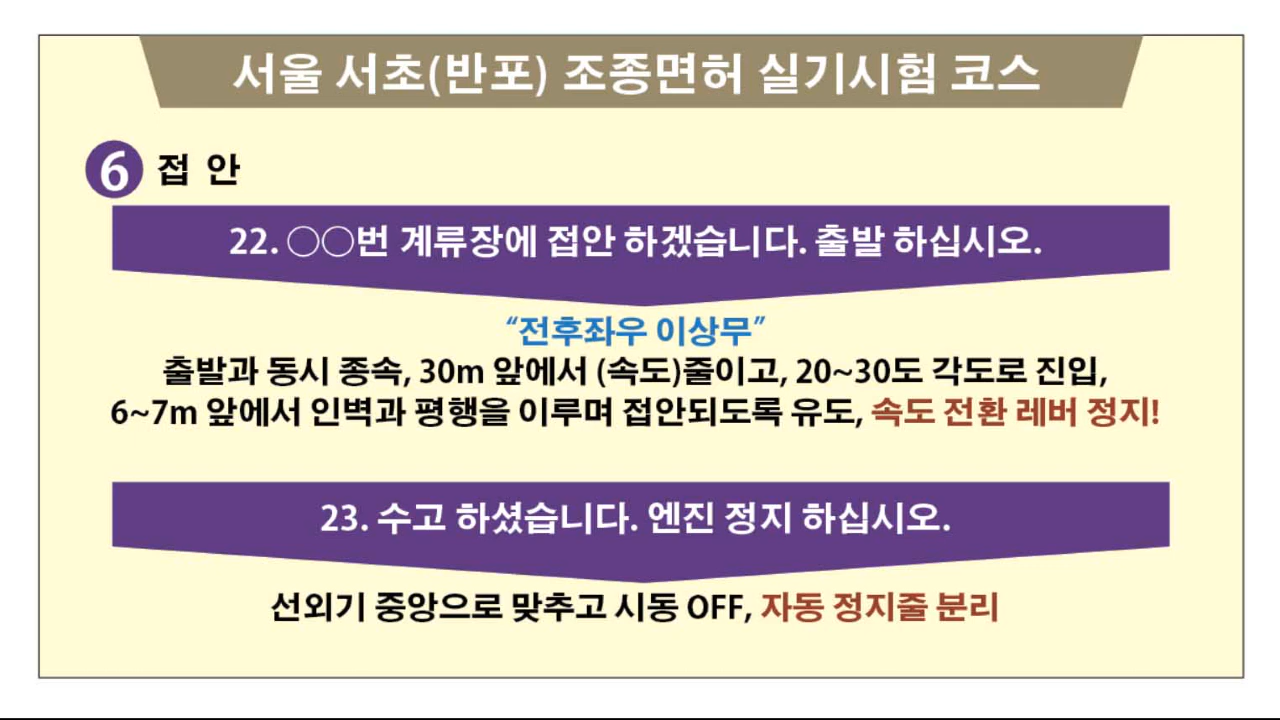 서울 서초(반포) 조종면허 실기시험 코스
6 접 안
22. ○○번 계류장에 접안 하겠습니다. 출발 하십시오.
“전후좌우 이상무”
출발과 동시 종속, 30m 앞에서 (속도)줄이고, 20~30도 각도로 진입,
6~7m 앞에서 인벽과 평행을 이루며 접안되도록 유도, 속도 전환 레버 정지!
23. 수고 하셨습니다. 엔진 정지 하십시오.
선외기 중앙으로 맞추고 시동 OFF, 자동 정지줄 분리